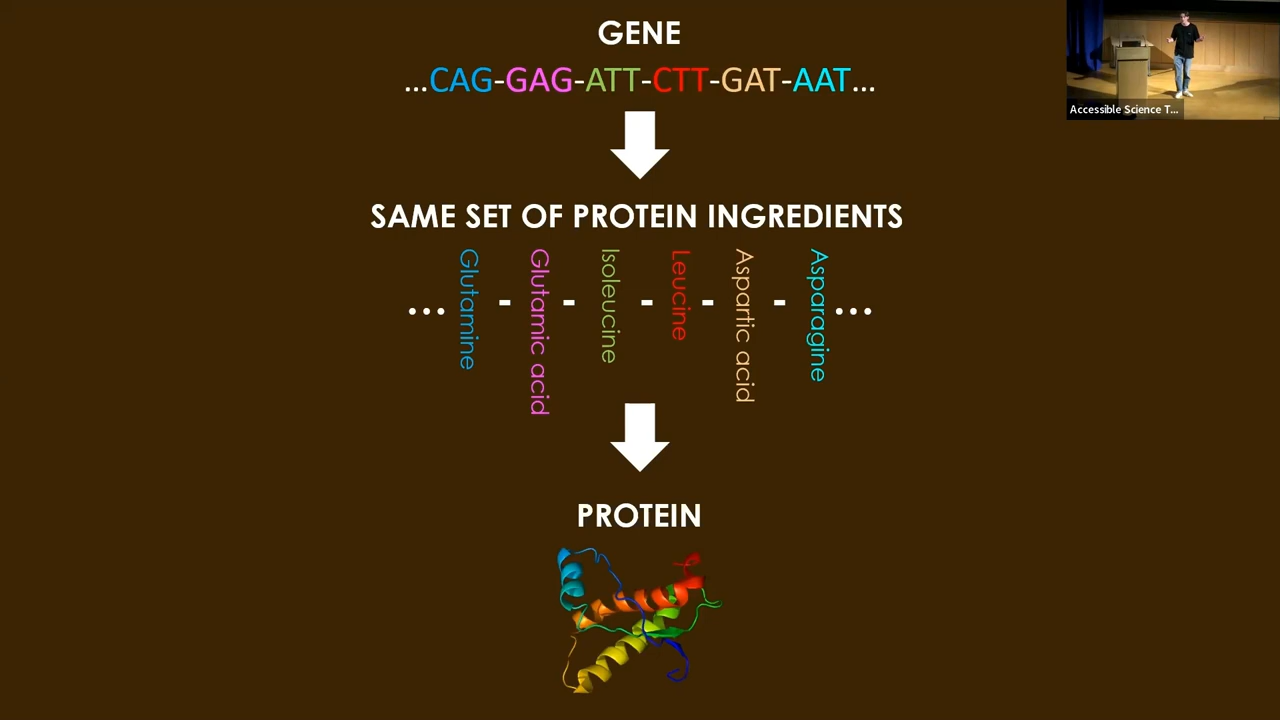 GENE
...CAG-GAG-ATT-CTT-GAT-AAT...
SAME SET OF PROTEIN INGREDIENTS
... Glutamine - Glutamic acid - Isoleucine - Leucine - Aspartic acid - Asparagine ...
PROTEIN
Accessible Science T...